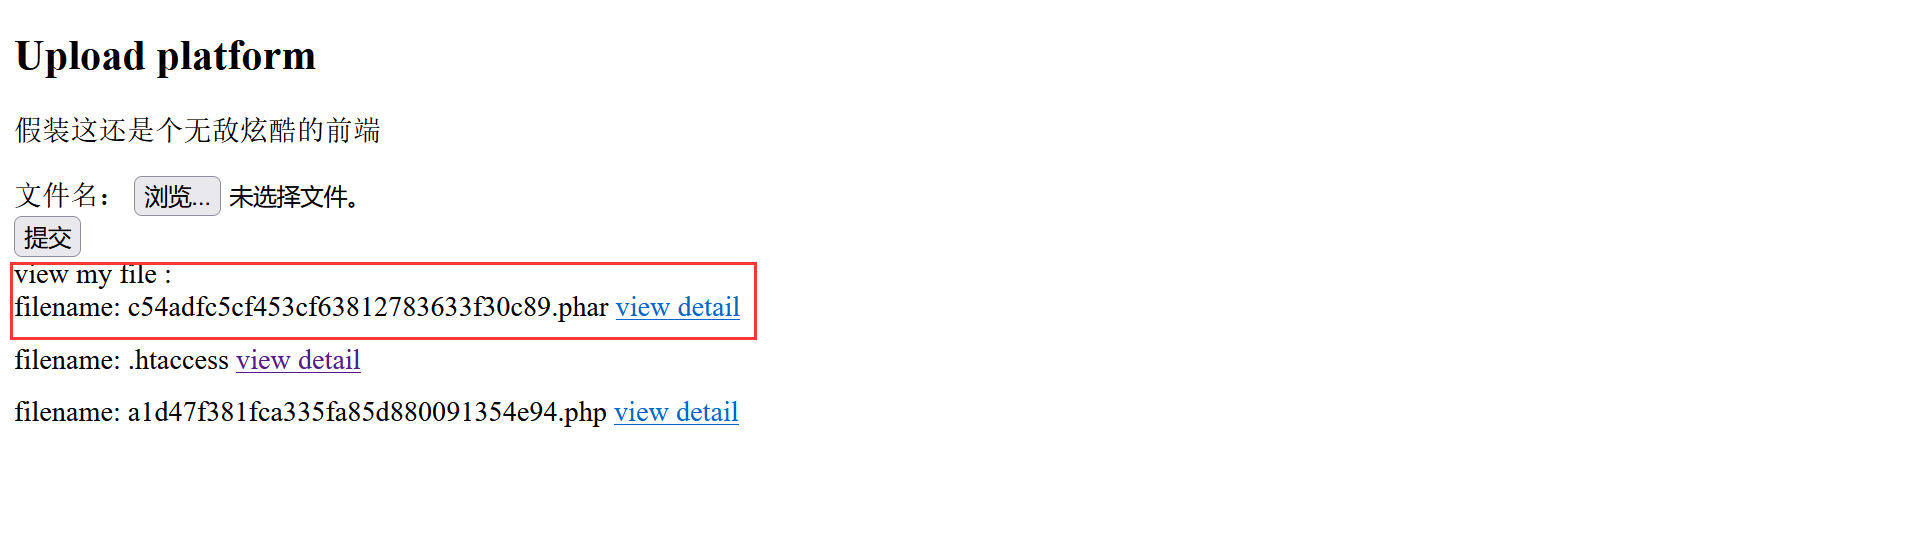 Upload platform
假装这还是个无敌炫酷的前端
文件名： 浏览... 未选择文件。
提交
view my file :
filename: c54adfc5cf453cf63812783633f30c89.phar view detail
filename: .htaccess view detail
filename: a1d47f381fca335fa85d880091354e94.php view detail